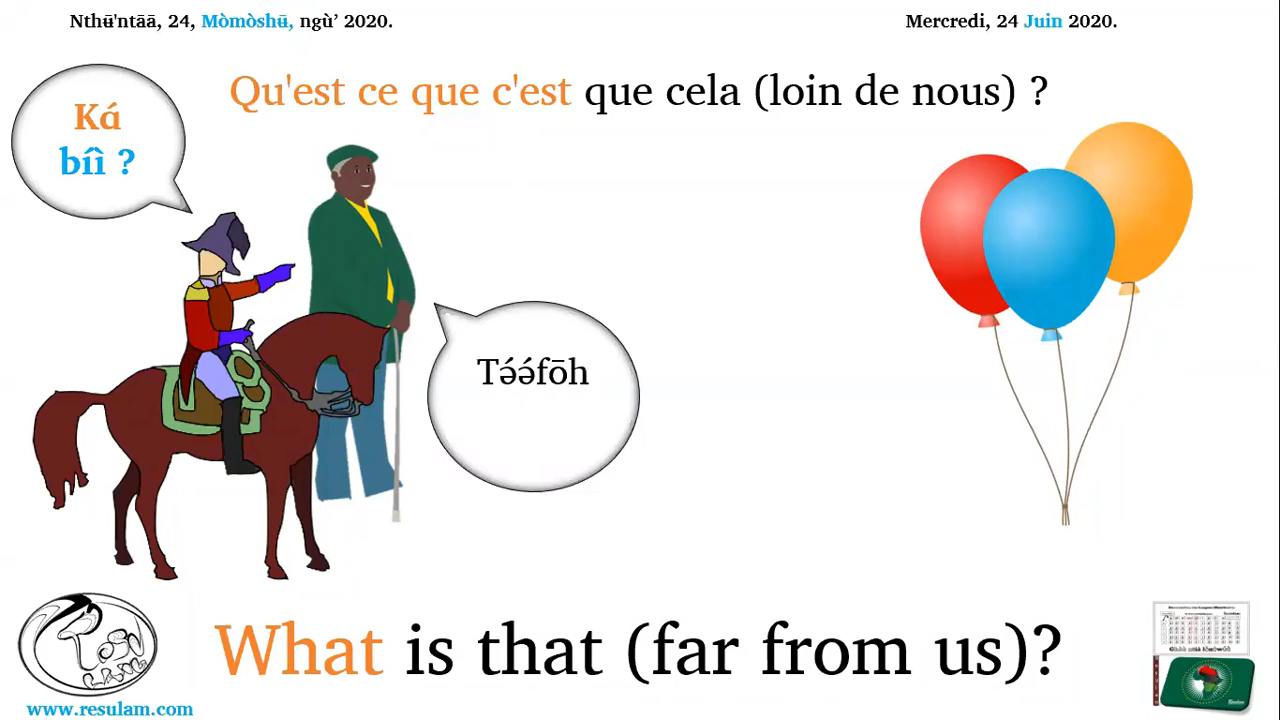 Nthʉ̄'ntāā, 24, Mòmòshʉ̄, ngù’ 2020.
Mercredi, 24 Juin 2020.
Qu'est ce que c'est que cela (loin de nous) ?
Ká
bíì ?
Tə́ə́fōh
What is that (far from us)?
www.resulam.com